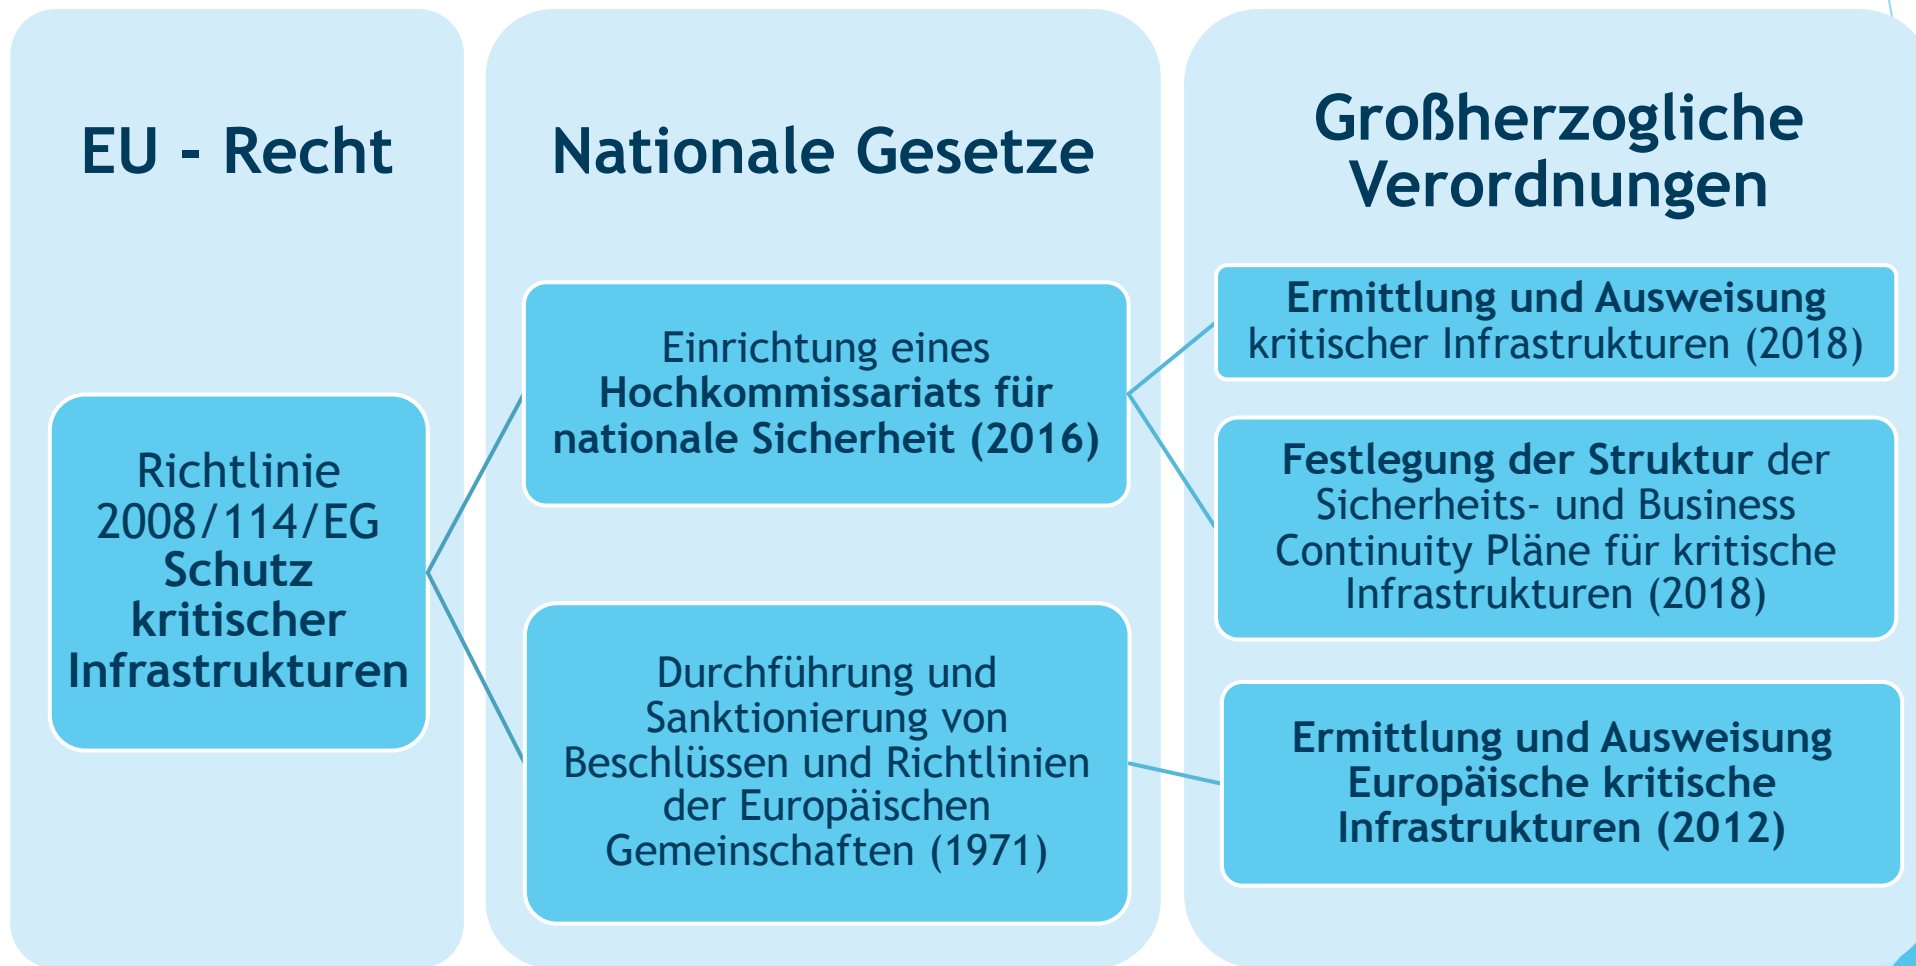 EU - Recht
Richtlinie
2008/114/EG
Schutz
kritischer
Infrastrukturen
Nationale Gesetze
Einrichtung eines
Hochkommissariats für
nationale Sicherheit (2016)
Durchführung und
Sanktionierung von
Beschlüssen und Richtlinien
der Europäischen
Gemeinschaften (1971)
Großherzogliche
Verordnungen
Ermittlung und Ausweisung
kritischer Infrastrukturen (2018)
Festlegung der Struktur der
Sicherheits- und Business
Continuity Pläne für kritische
Infrastrukturen (2018)
Ermittlung und Ausweisung
Europäische kritische
Infrastrukturen (2012)